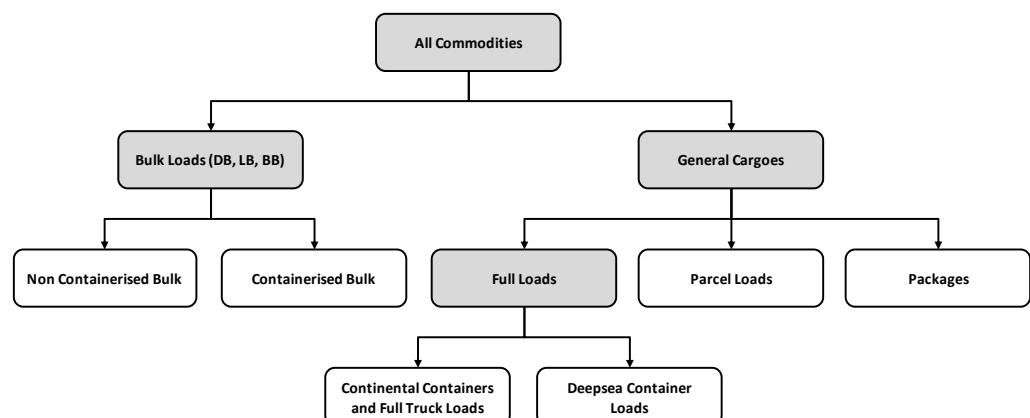 All Commodities
Bulk Loads (DB, LB, BB)
General Cargoes
Non Containerised Bulk
Containerised Bulk
Full Loads
Parcel Loads
Packages
Continental Containers
and Full Truck Loads
Deepsea Container
Loads